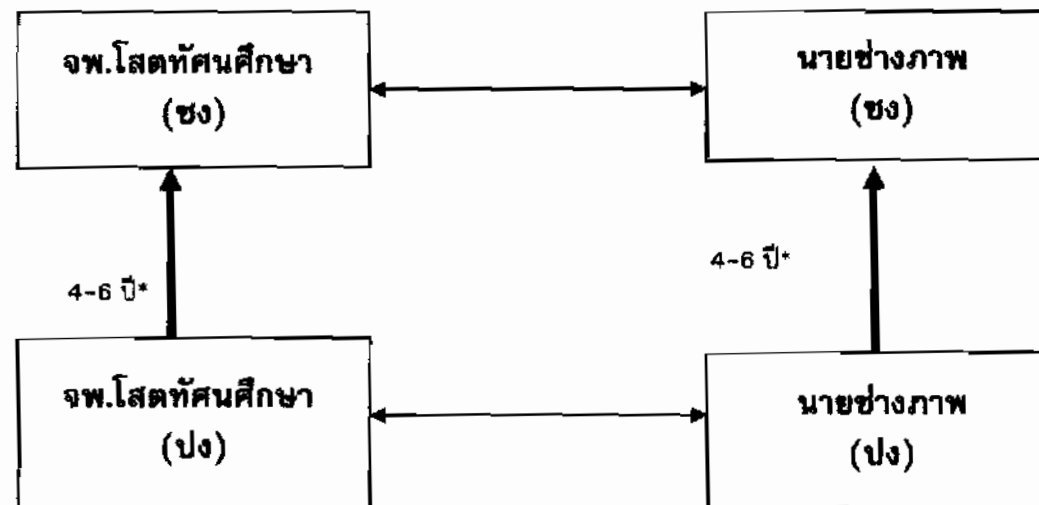 จพ.โสตทัศนศึกษา
(ชง)
นายช่างภาพ
(ชง)
4-6 ปี*
4-6 ปี*
จพ.โสตทัศนศึกษา
(ปง)
นายช่างภาพ
(ปง)